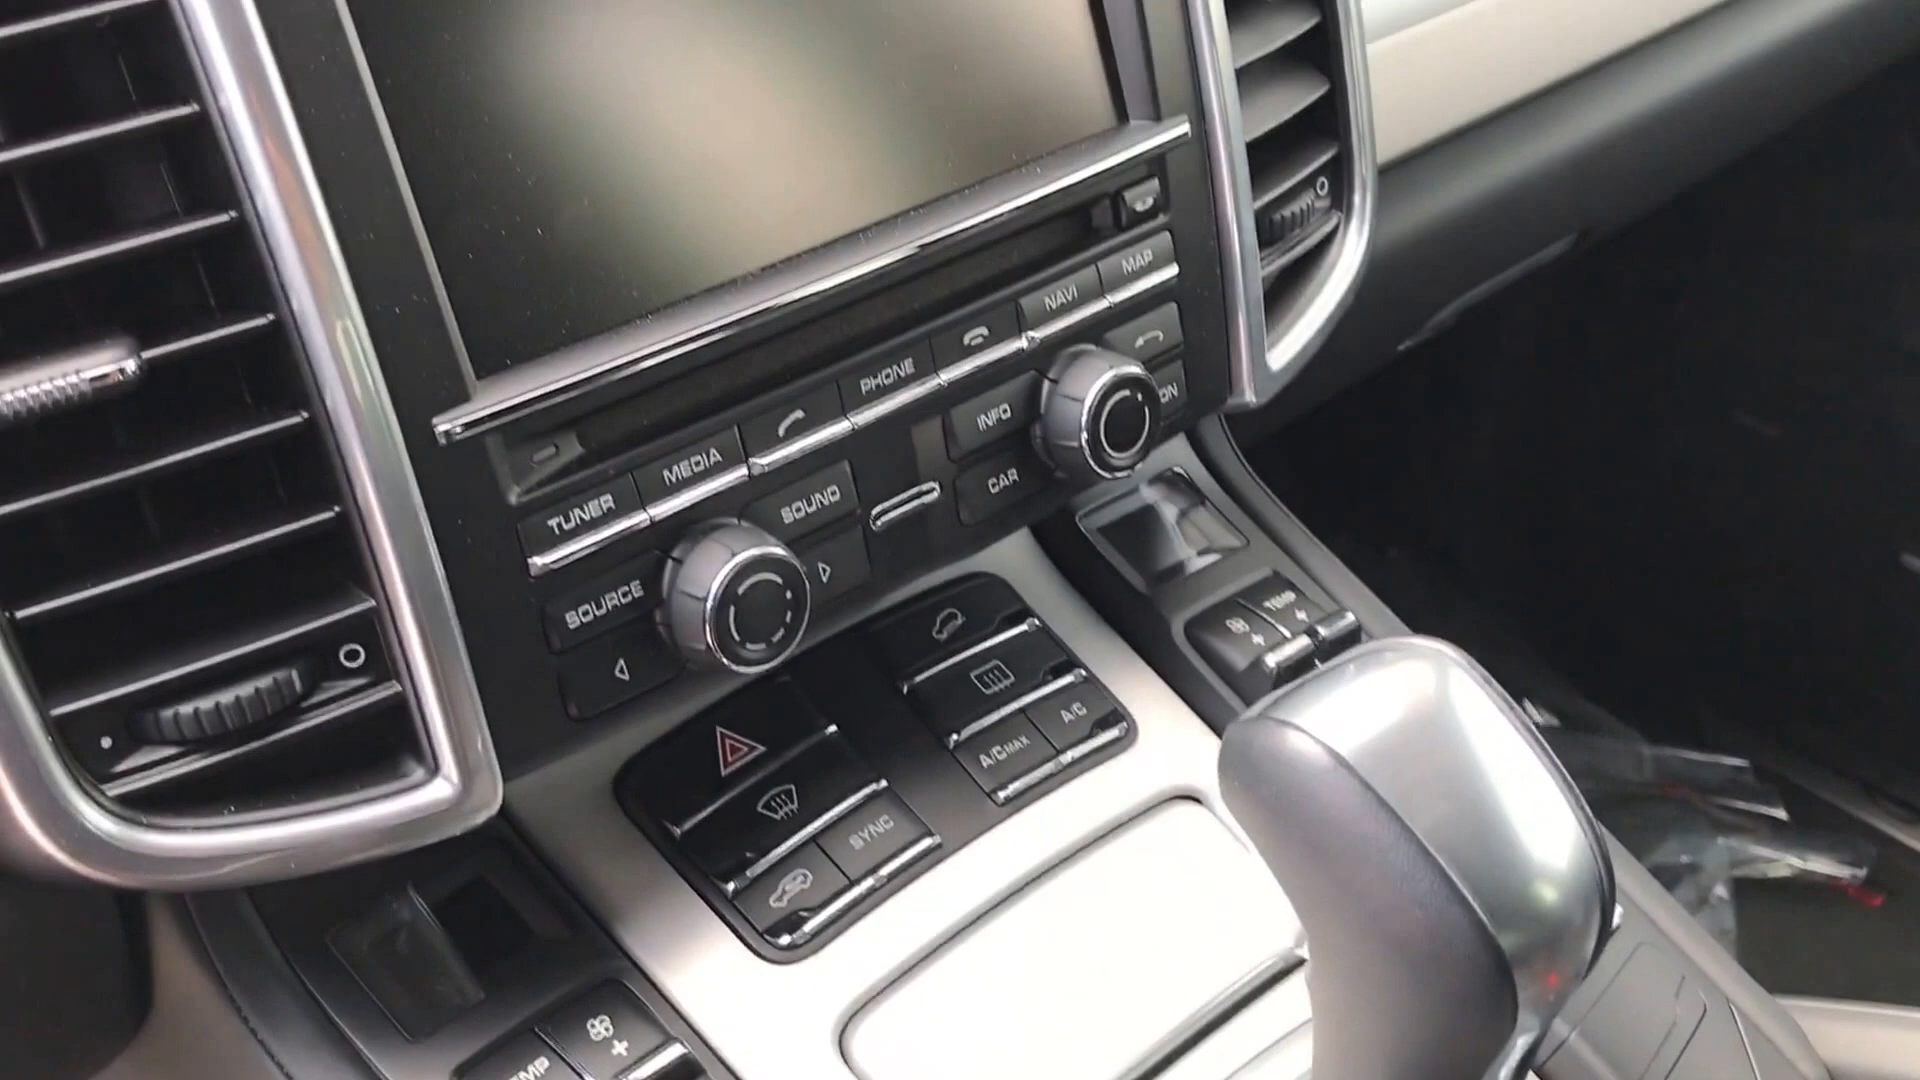 MAP
NAVI
PHONE
MEDIA
TUNER
INFO
CAR
SOUND
SOURCE
TEMP
+
+
A/C
A/C MAX
SYNC
+